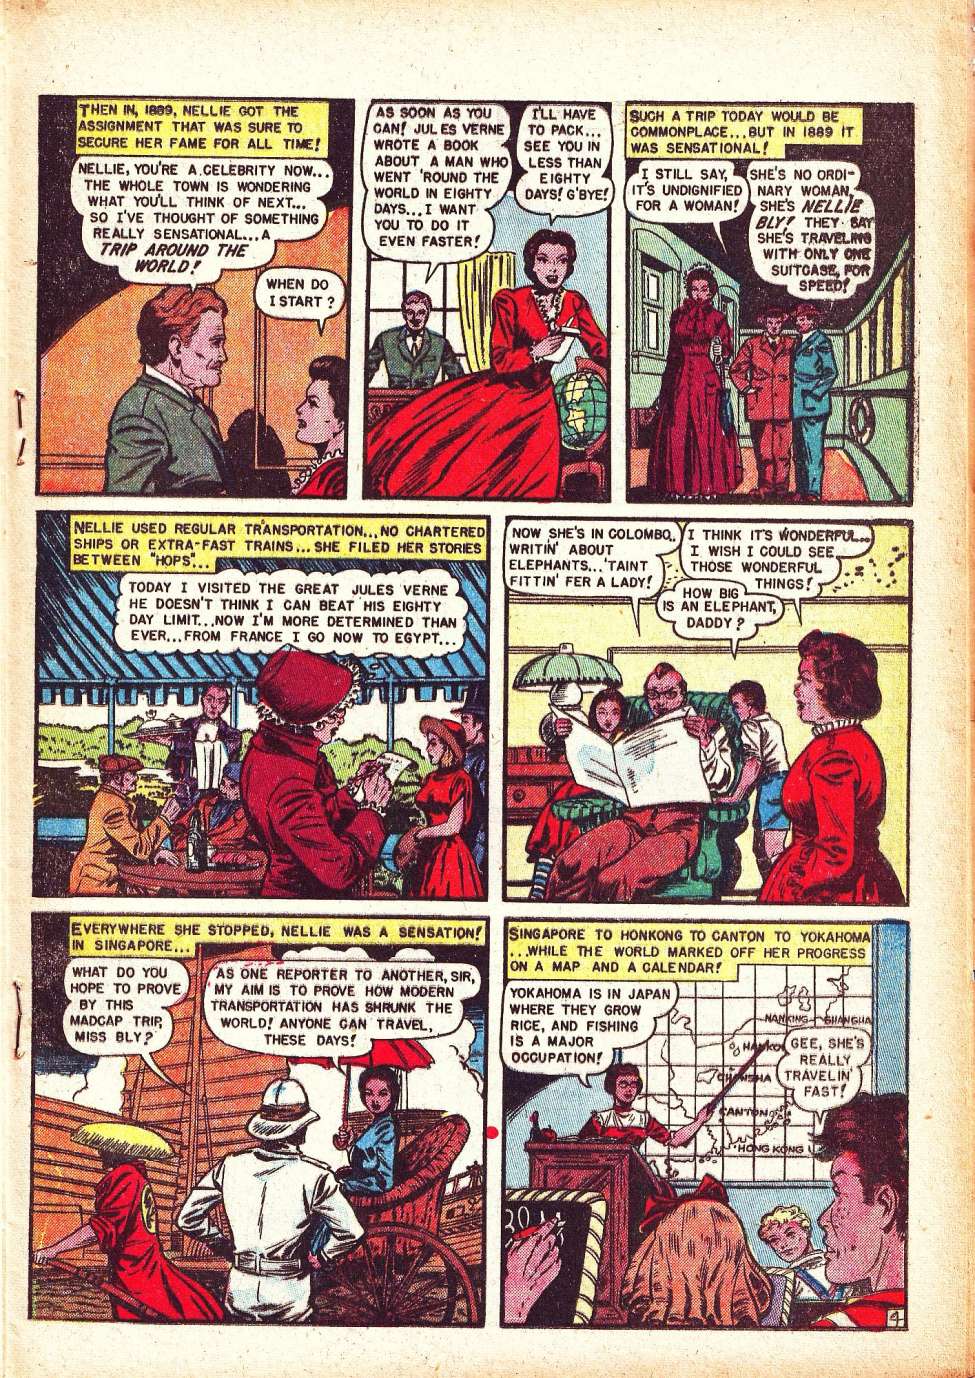 THEN IN, 1889, NELLIE GOT THE
ASSIGNMENT THAT WAS SURE TO
SECURE HER FAME FOR ALL TIME!
NELLIE, YOU'RE A CELEBRITY NOW...
THE WHOLE TOWN IS WONDERING
WHAT YOU'LL THINK OF NEXT...
SO I'VE THOUGHT OF SOMETHING
REALLY SENSATIONAL...A
TRIP AROUND THE
WORLD!
WHEN DO
I START?
AS SOON AS YOU
CAN! JULES VERNE
WROTE A BOOK
ABOUT A MAN WHO
WENT 'ROUND THE
WORLD IN EIGHTY
DAYS...I WANT
YOU TO DO IT
EVEN FASTER!
I'LL HAVE
TO PACK...
SEE YOU IN
LESS THAN
EIGHTY
DAYS! G'BYE!
SUCH A TRIP TODAY WOULD BE
COMMONPLACE...BUT IN 1889 IT
WAS SENSATIONAL!
I STILL SAY,
IT'S UNDIGNIFIED
FOR A WOMAN!
SHE'S NO ORDI-
NARY WOMAN,
SHE'S NELLIE
BLY! THEY SAY
SHE'S TRAVELING
WITH ONLY ONE
SUITCASE, FOR
SPEED!
NELLIE USED REGULAR TRANSPORTATION...NO CHARTERED
SHIPS OR EXTRA-FAST TRAINS...SHE FILED HER STORIES
BETWEEN "HOPS"...
TODAY I VISITED THE GREAT JULES VERNE
HE DOESN'T THINK I CAN BEAT HIS EIGHTY
DAY LIMIT...NOW I'M MORE DETERMINED THAN
EVER...FROM FRANCE I GO NOW TO EGYPT...
NOW SHE'S IN COLOMBO..
WRITIN' ABOUT
ELEPHANTS...'TAINT
FITTIN' FER A LADY!
I THINK IT'S WONDERFUL...
I WISH I COULD SEE
THOSE WONDERFUL
THINGS!
HOW BIG
IS AN ELEPHANT,
DADDY?
EVERYWHERE SHE STOPPED, NELLIE WAS A SENSATION!
IN SINGAPORE...
WHAT DO YOU
HOPE TO PROVE
BY THIS
MADCAP TRIP,
MISS BLY?
AS ONE REPORTER TO ANOTHER, SIR,
MY AIM IS TO PROVE HOW MODERN
TRANSPORTATION HAS SHRUNK THE
WORLD! ANYONE CAN TRAVEL,
THESE DAYS!
SINGAPORE TO HONKONG TO CANTON TO YOKAHOMA
...WHILE THE WORLD MARKED OFF HER PROGRESS
ON A MAP AND A CALENDAR!
YOKAHOMA IS IN JAPAN
WHERE THEY GROW
RICE, AND FISHING
IS A MAJOR
OCCUPATION!
GEE, SHE'S
REALLY
TRAVELIN'
FAST!
NANKING SHANGHA
HANKO
CHANGSHA
CANTON
HONG KONG
4